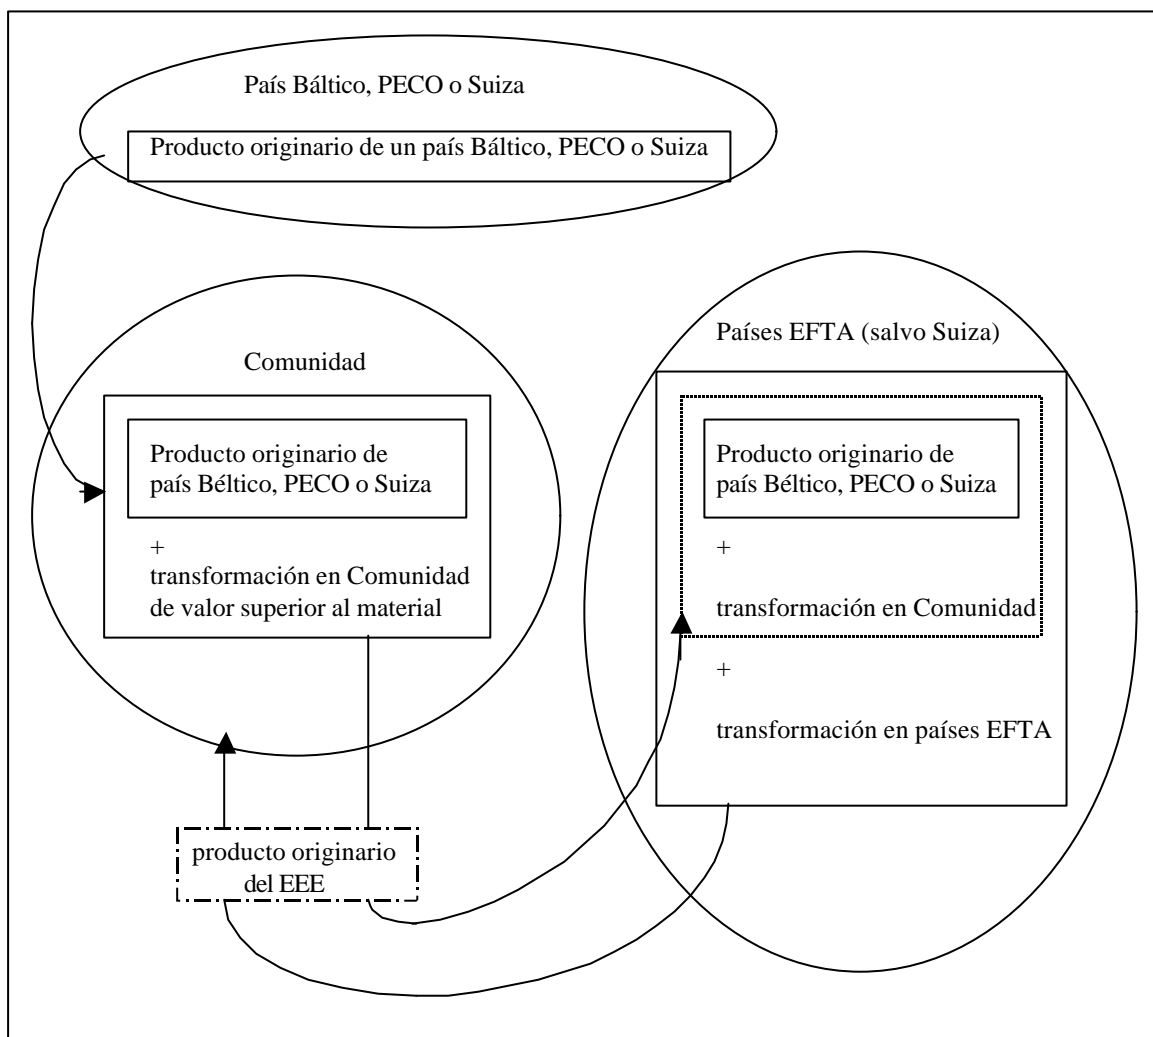 País Báltico, PECO o Suiza
Producto originario de un país Báltico, PECO o Suiza
Comunidad
Producto originario de
país Béltico, PECO o Suiza
+
transformación en Comunidad
de valor superior al material
Países EFTA (salvo Suiza)
Producto originario de
país Béltico, PECO o Suiza
+
transformación en Comunidad
+
transformación en países EFTA
producto originario
del EEE